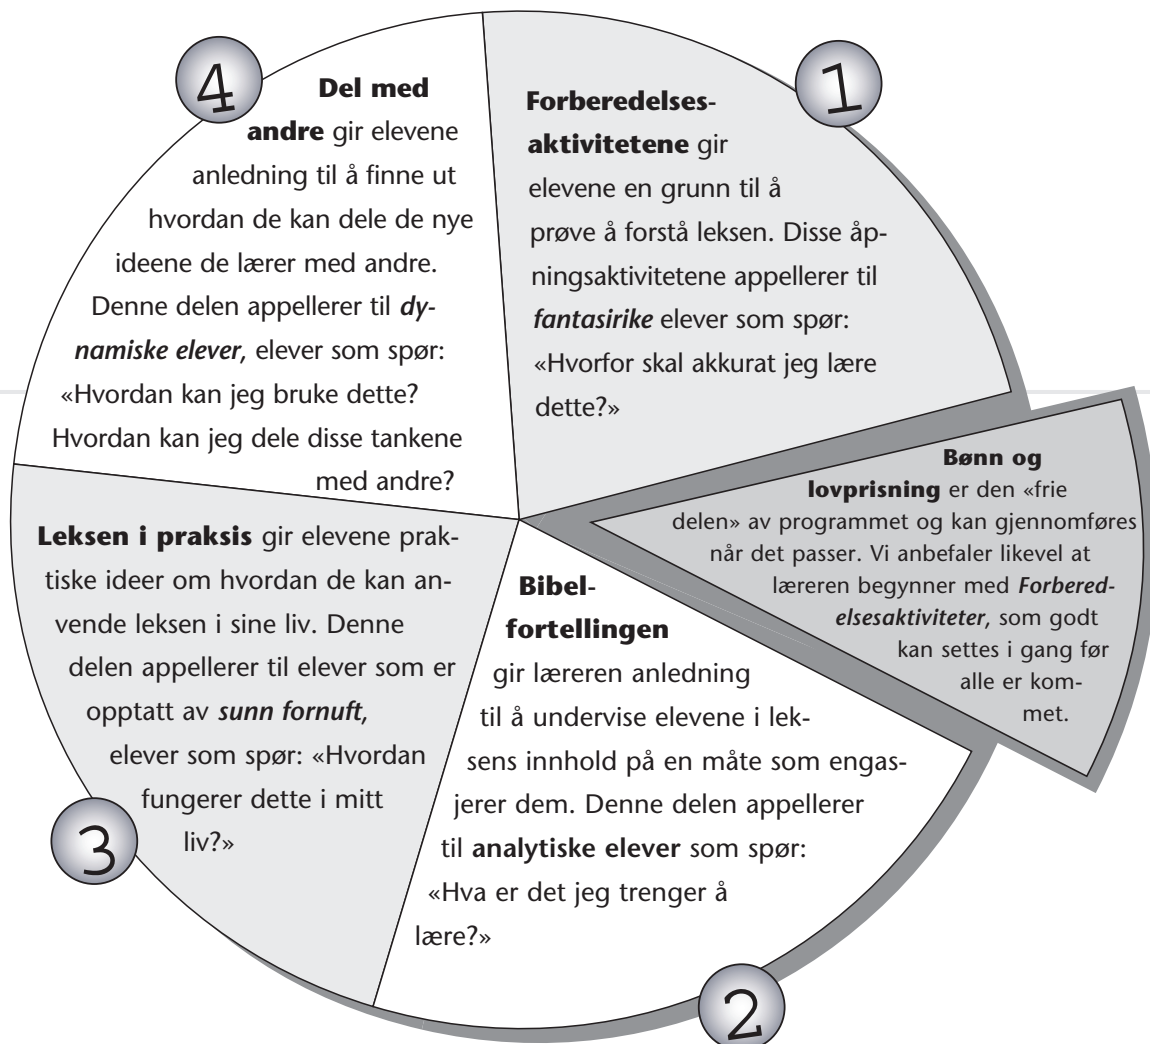 1
Forberedelses-
aktivitetene gir
elevene en grunn til å
prøve å forstå leksen. Disse åp-
ningsaktivitetene appellerer til
fantasirike elever som spør:
«Hvorfor skal akkurat jeg lære
dette?»
Bønn og
lovprisning er den «frie
delen» av programmet og kan gjennomføres
når det passer. Vi anbefaler likevel at
læreren begynner med Forbered-
elsesaktiviteter, som godt
kan settes i gang før
alle er kom-
met.
2
Bibel-
fortellingen
gir læreren anledning
til å undervise elevene i lek-
sens innhold på en måte som engas-
jerer dem. Denne delen appellerer
til analytiske elever som spør:
«Hva er det jeg trenger å
lære?»
3
Leksen i praksis gir elevene prak-
tiske ideer om hvordan de kan an-
vende leksen i sine liv. Denne
delen appellerer til elever som er
opptatt av sunn fornuft,
elever som spør: «Hvordan
fungerer dette i mitt
liv?»
4
Del med
andre gir elevene
anledning til å finne ut
hvordan de kan dele de nye
ideene de lærer med andre.
Denne delen appellerer til dy-
namiske elever, elever som spør:
«Hvordan kan jeg bruke dette?
Hvordan kan jeg dele disse tankene
med andre?